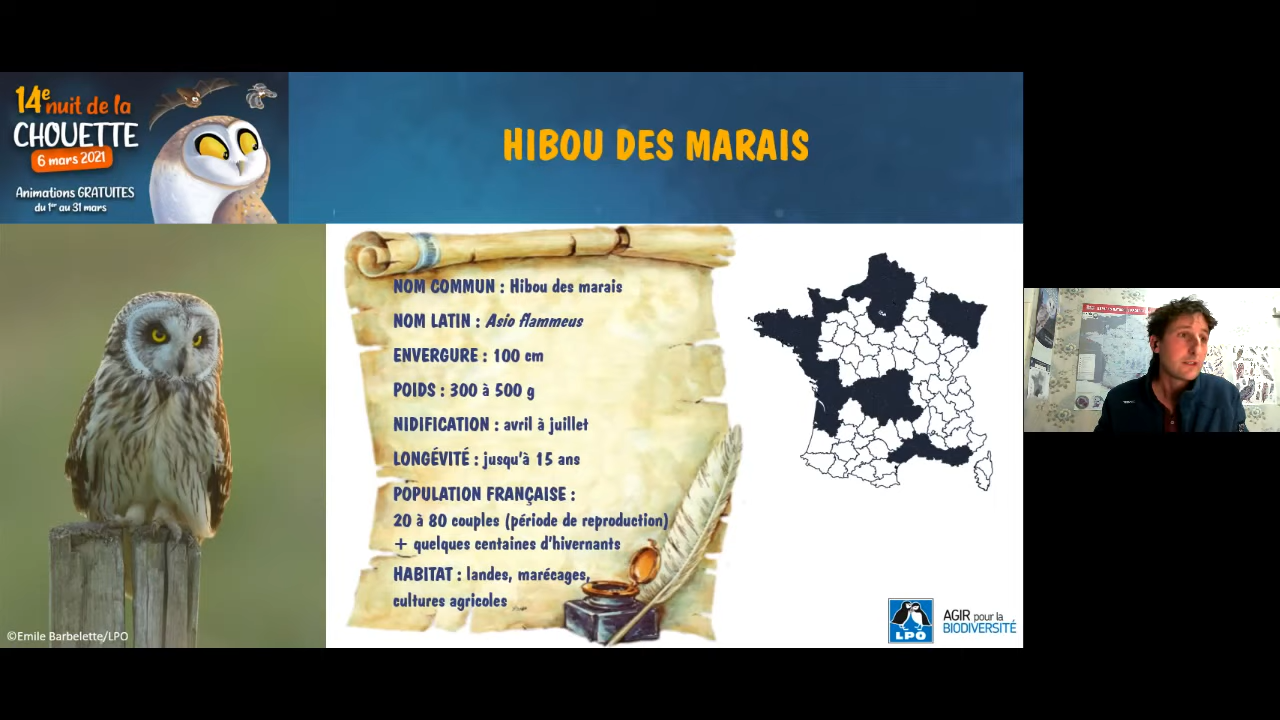 14e nuit de la
CHOUETTE
6 mars 2021
Animations GRATUITES
du 1er au 31 mars
HIBOU DES MARAIS
NOM COMMUN : Hibou des marais
NOM LATIN : Asio flammeus
ENVERGURE : 100 cm
POIDS : 300 à 500 g
NIDIFICATION : avril à juillet
LONGÉVITÉ : jusqu'à 15 ans
POPULATION FRANÇAISE :
20 à 80 couples (période de reproduction)
+ quelques centaines d'hivernants
HABITAT : landes, marécages,
cultures agricoles
©Emile Barbelette/LPO
LPO
AGIR pour la
BIODIVERSITÉ